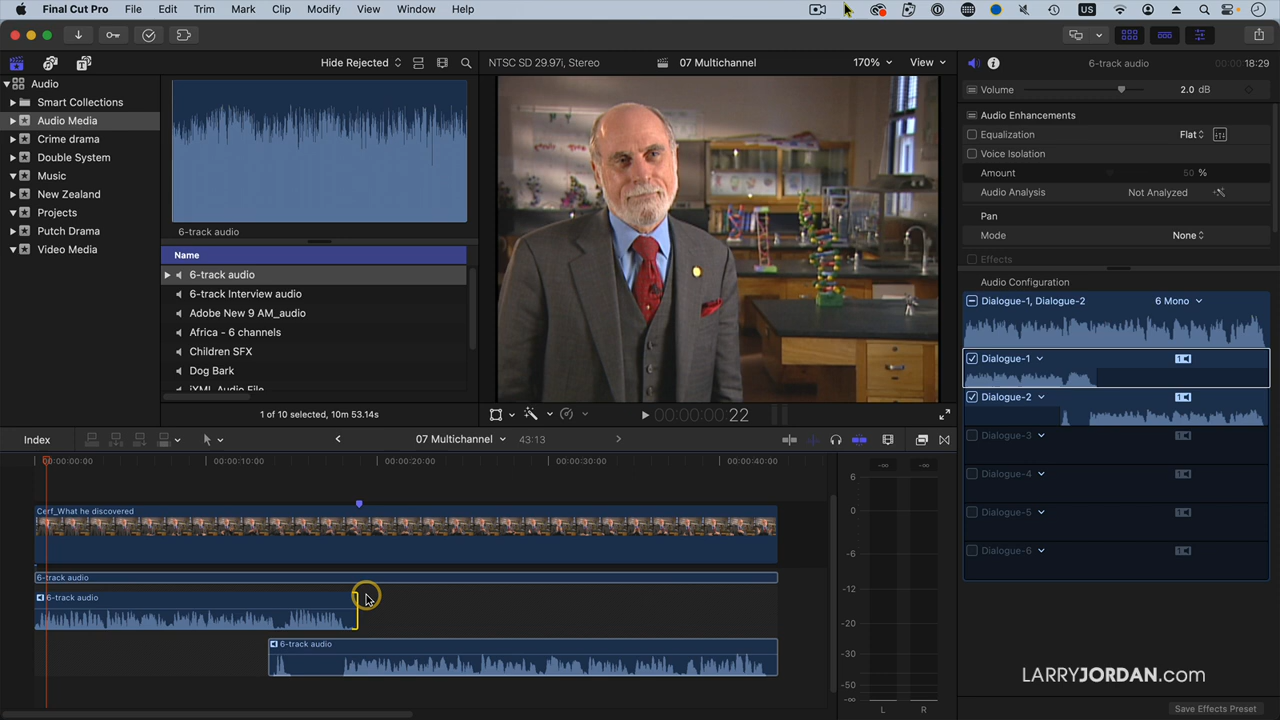 Final Cut Pro File Edit Trim Mark Clip Modify View Window Help US
Hide Rejected NTSC SD 29.97i, Stereo 07 Multichannel 170% View 6-track audio 00:00 18:29
Audio
Smart Collections
Audio Media
Crime drama
Double System
Music
New Zealand
Projects
Putch Drama
Video Media
6-track audio
Name
6-track audio
6-track Interview audio
Adobe New 9 AM_audio
Africa - 6 channels
Children SFX
Dog Bark
iXML Audio File
1 of 10 selected, 10m 53.14s
00:00:00:22
Volume 2.0 dB
Audio Enhancements
Equalization Flat
Voice Isolation
Amount 50 %
Audio Analysis Not Analyzed
Pan
Mode None
Effects
Audio Configuration
Dialogue-1, Dialogue-2 6 Mono
Dialogue-1 1
Dialogue-2 1
Dialogue-3
Dialogue-4
Dialogue-5
Dialogue-6
Index 07 Multichannel 43:13
00:00:00:00 00:00:10:00 00:00:20:00 00:00:30:00 00:00:40:00
Cerf_What he discovered
6-track audio
6-track audio
6-track audio
-∞ -∞
6
0
-6
-12
-20
-30
-50
-∞
L R
LARRYJORDAN.com
Save Effects Preset